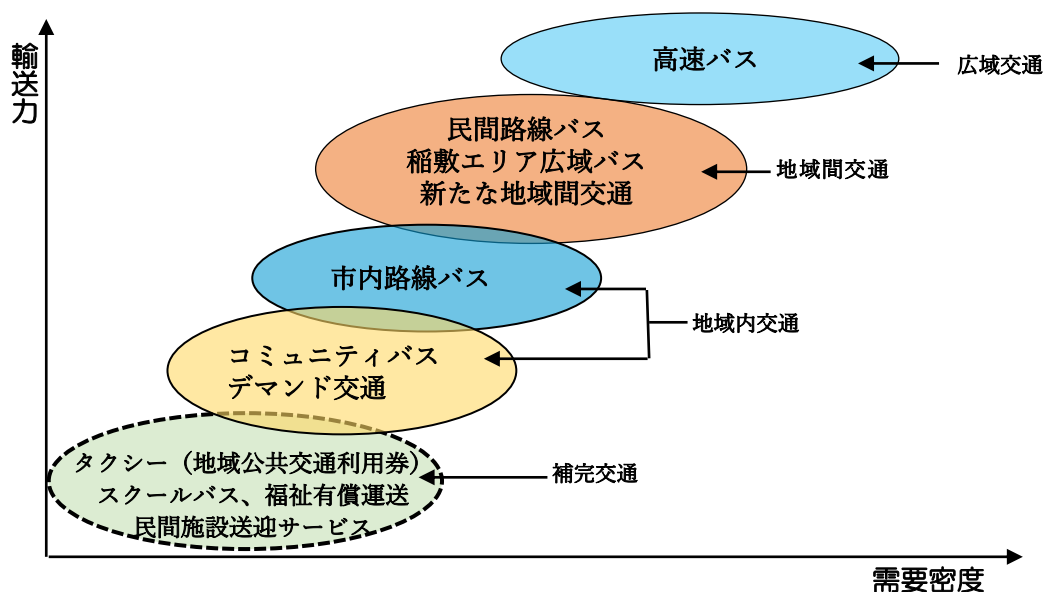 輸送力
高速バス
広域交通
民間路線バス
稲敷エリア広域バス
新たな地域間交通
地域間交通
市内路線バス
地域内交通
コミュニティバス
デマンド交通
タクシー（地域公共交通利用券）
スクールバス、福祉有償運送
民間施設送迎サービス
補完交通
需要密度